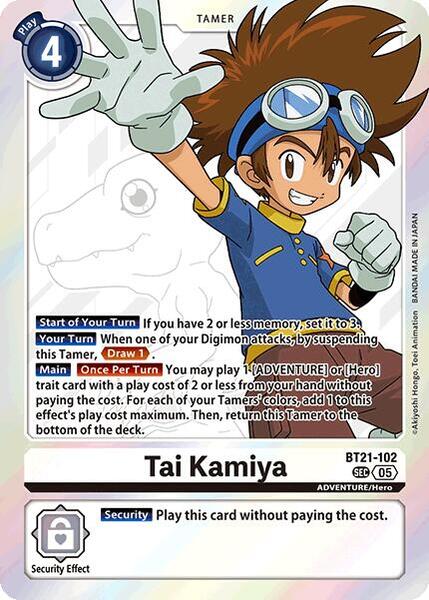 Play
4
TAMER
Start of Your Turn If you have 2 or less memory, set it to 3.
Your Turn When one of your Digimon attacks, by suspending
this Tamer, Draw 1.
Main Once Per Turn You may play 1 [ADVENTURE] or [Hero]
trait card with a play cost of 2 or less from your hand without
paying the cost. For each of your Tamers' colors, add 1 to this
effect's play cost maximum. Then, return this Tamer to the
bottom of the deck.
©Akiyoshi Hongo, Toei Animation BANDAI MADE IN JAPAN
Tai Kamiya
BT21-102
SEC 05
ADVENTURE/Hero
Security Play this card without paying the cost.
Security Effect